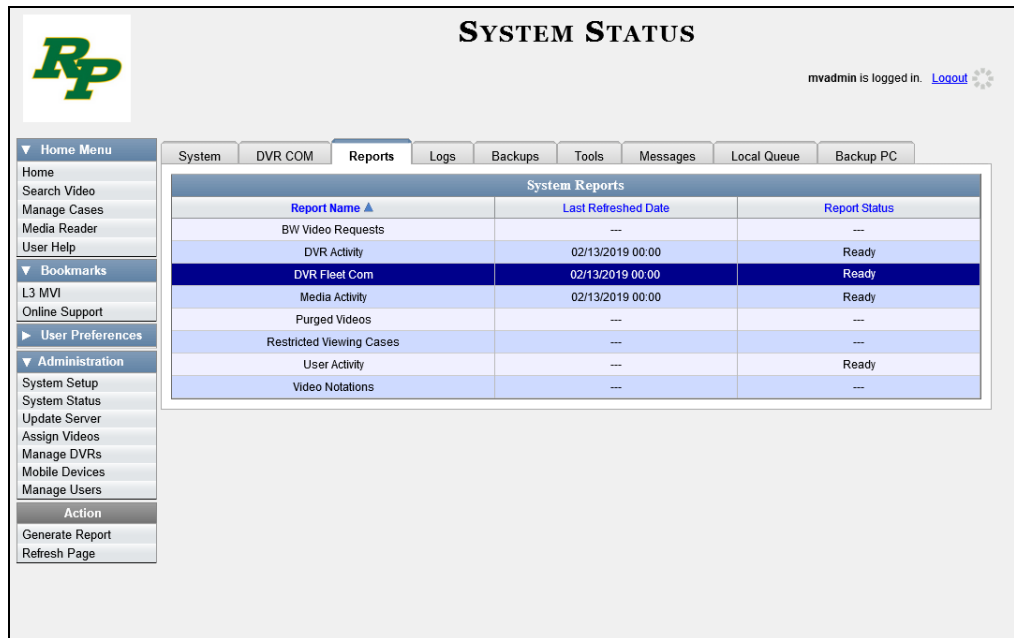 RP
SYSTEM STATUS
mvadmin is logged in. Logout
▼ Home Menu
Home
Search Video
Manage Cases
Media Reader
User Help
▼ Bookmarks
L3 MVI
Online Support
▶ User Preferences
▼ Administration
System Setup
System Status
Update Server
Assign Videos
Manage DVRs
Mobile Devices
Manage Users
Action
Generate Report
Refresh Page
System DVR COM Reports Logs Backups Tools Messages Local Queue Backup PC
System Reports
Report Name ▲ Last Refreshed Date Report Status
BW Video Requests --- ---
DVR Activity 02/13/2019 00:00 Ready
DVR Fleet Com 02/13/2019 00:00 Ready
Media Activity 02/13/2019 00:00 Ready
Purged Videos --- ---
Restricted Viewing Cases --- ---
User Activity --- Ready
Video Notations --- ---